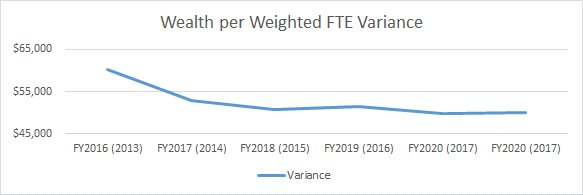 Wealth per Weighted FTE Variance
$65,000
$55,000
$45,000
FY2016 (2013) FY2017 (2014) FY2018 (2015) FY2019 (2016) FY2020 (2017) FY2020 (2017)
Variance